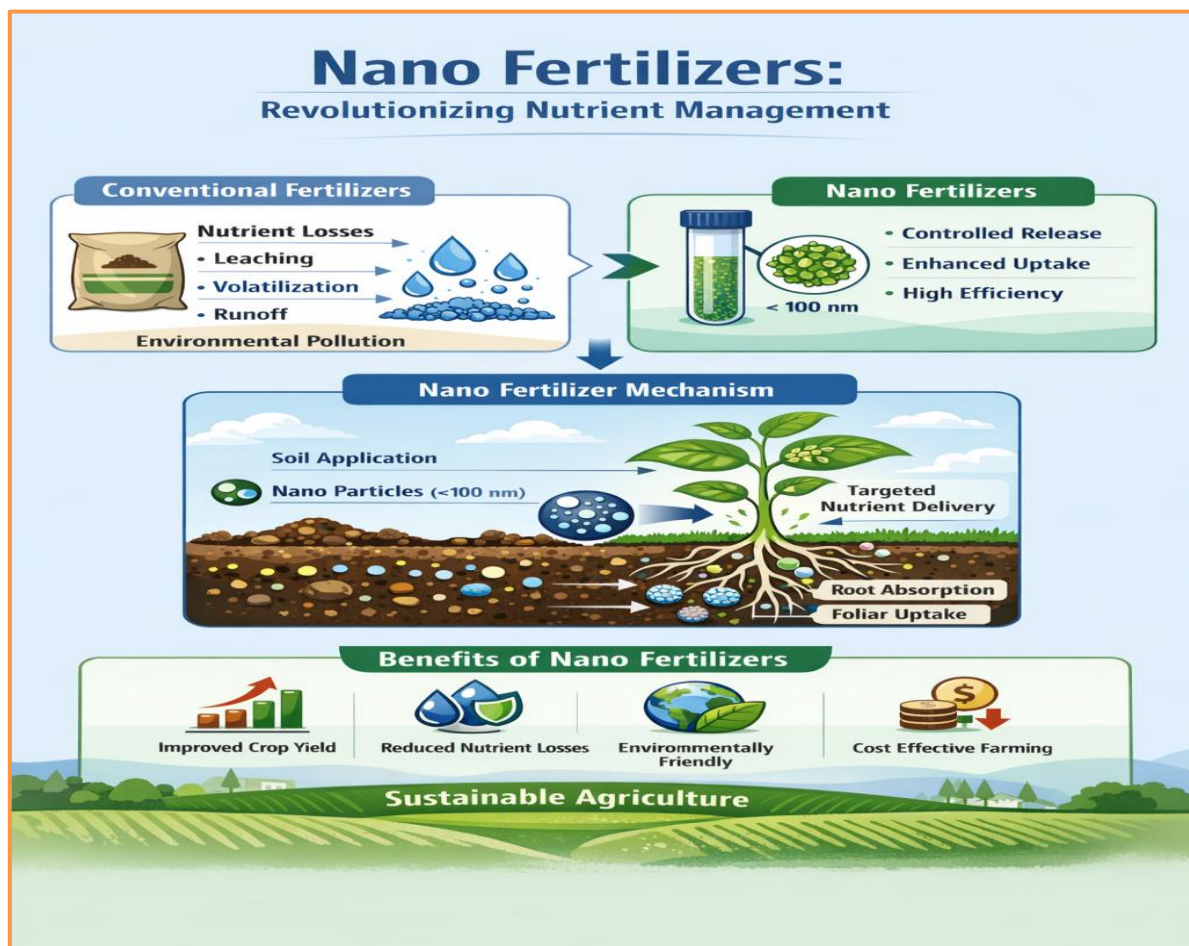 Nano Fertilizers:
Revolutionizing Nutrient Management
Conventional Fertilizers
Nutrient Losses
• Leaching
• Volatilization
• Runoff
Environmental Pollution
Nano Fertilizers
• Controlled Release
• Enhanced Uptake
• High Efficiency
< 100 nm
Nano Fertilizer Mechanism
Soil Application
Nano Particles (<100 nm)
Targeted
Nutrient Delivery
Root Absorption
Foliar Uptake
Benefits of Nano Fertilizers
Improved Crop Yield
Reduced Nutrient Losses
Environmmentally
Friendly
$
Cost Effective Farming
Sustainable Agriculture